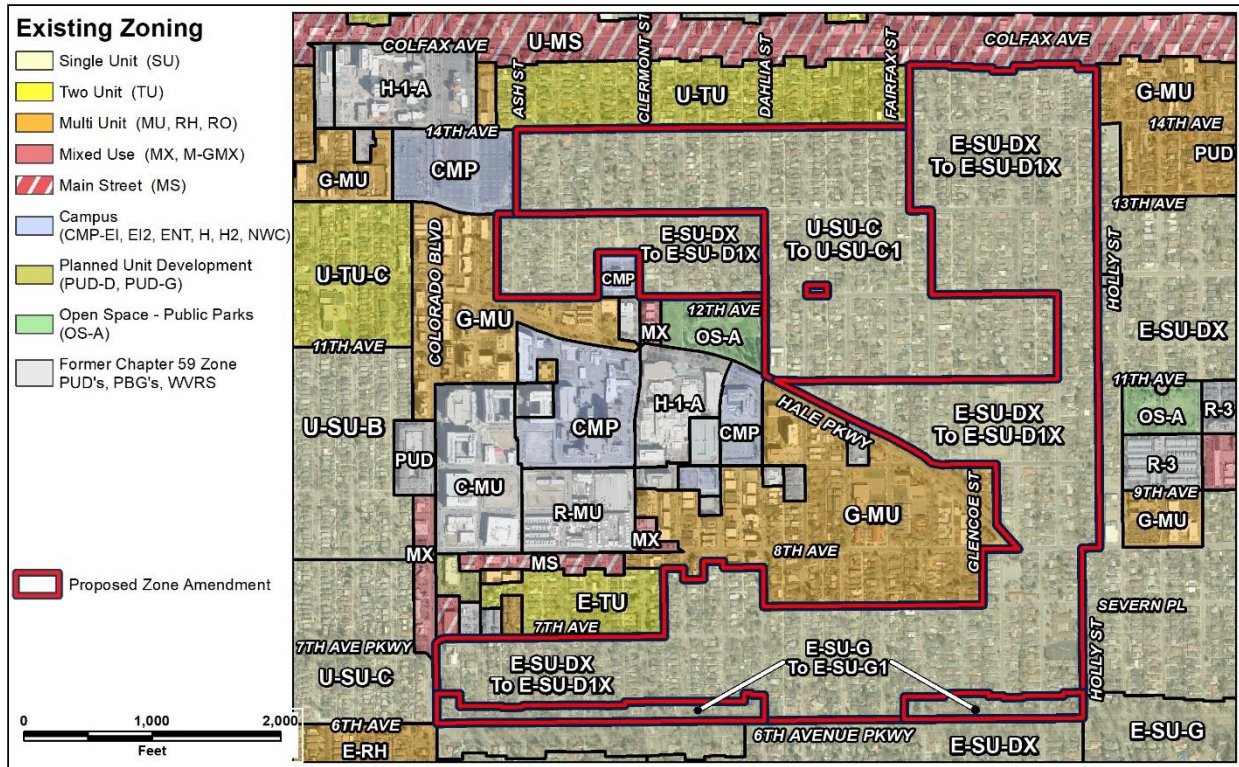 Existing Zoning
Single Unit (SU)
Two Unit (TU)
Multi Unit (MU, RH, RO)
Mixed Use (MX, M-GMX)
Main Street (MS)
Campus
(CMP-EI, EI2, ENT, H, H2, NWC)
Planned Unit Development
(PUD-D, PUD-G)
Open Space - Public Parks
(OS-A)
Former Chapter 59 Zone
PUD's, PBG's, WVRS
Proposed Zone Amendment
0 1,000 2,000
Feet
COLFAX AVE
U-MS
CLERMONT ST
DAHLIA ST
FAIRFAX ST
COLFAX AVE
H-1-A
ASH ST
U-TU
G-MU
14TH AVE
14TH AVE
PUD
E-SU-DX
To E-SU-D1X
CMP
G-MU
13TH AVE
U-SU-C
To U-SU-C1
E-SU-DX
To E-SU- D1X
HOLLY ST
U-TU-C
COLORADO BLVD
CMP
12TH AVE
MX
OS-A
G-MU
E-SU-DX
11TH AVE
11TH AVE
U-SU-B
H-1-A
CMP
CMP
HALE PKWY
E-SU-DX
To E-SU-D1X
OS-A
R-3
PUD
R-3
C-MU
R-MU
G-MU
GLENCOE ST
9TH AVE
G-MU
MX
MX
8TH AVE
MS
E-TU
7TH AVE
SEVERN PL
7TH AVE PKWY
E-SU-DX
To E-SU-D1X
E-SU-G
To E-SU-G1
HOLLY ST
U-SU-C
6TH AVE
6TH AVENUE PKWY
E-RH
E-SU-DX
E-SU-G